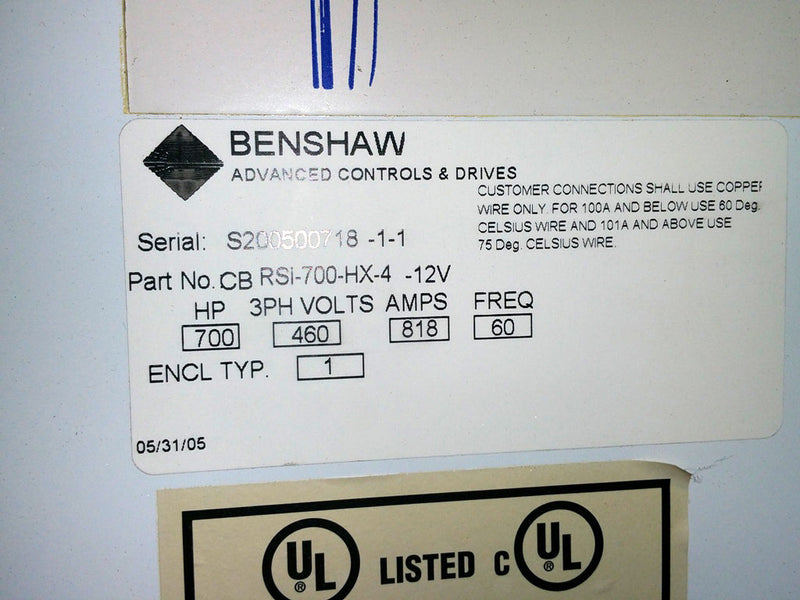 BENSHAW
ADVANCED CONTROLS & DRIVES
CUSTOMER CONNECTIONS SHALL USE COPPER
WIRE ONLY. FOR 100A AND BELOW USE 60 Deg.
CELSIUS WIRE AND 101A AND ABOVE USE
75 Deg. CELSIUS WIRE.
Serial: S200500718 -1-1
Part No. CB RSi-700-HX-4 -12V
HP 3PH VOLTS AMPS FREQ
700 460 818 60
ENCL TYP. 1
05/31/05
UL ® LISTED C UL ®